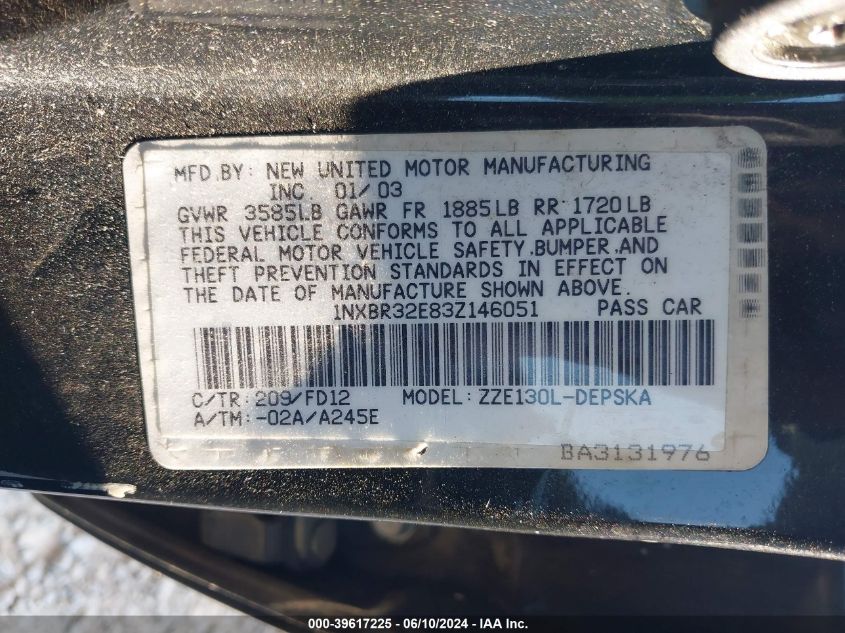 MFD BY: NEW UNITED MOTOR MANUFACTURING
INC 01/03
GVWR 3585LB GAWR FR 1885LB RR 1720LB
THIS VEHICLE CONFORMS TO ALL APPLICABLE
FEDERAL MOTOR VEHICLE SAFETY,BUMPER,AND
THEFT PREVENTION STANDARDS IN EFFECT ON
THE DATE OF MANUFACTURE SHOWN ABOVE.
1NXBR32E83Z146051 PASS CAR
C/TR: 209/FD12 MODEL: ZZE130L-DEPSKA
A/TM: -02A/A245E
BA3131976
000-39617225 - 06/10/2024 - IAA Inc.